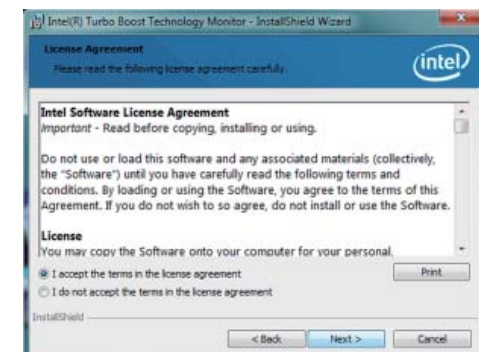 Intel(R) Turbo Boost Technology Monitor - InstallShield Wizard
License Agreement
Please read the following license agreement carefully.
intel
Intel Software License Agreement
Important - Read before copying, installing or using.
Do not use or load this software and any associated materials (collectively,
the "Software") until you have carefully read the following terms and
conditions. By loading or using the Software, you agree to the terms of this
Agreement. If you do not wish to so agree, do not install or use the Software.
License
You may copy the Software onto your computer for your personal,
I accept the terms in the license agreement
Print
I do not accept the terms in the license agreement
InstallShield
< Back
Next >
Cancel